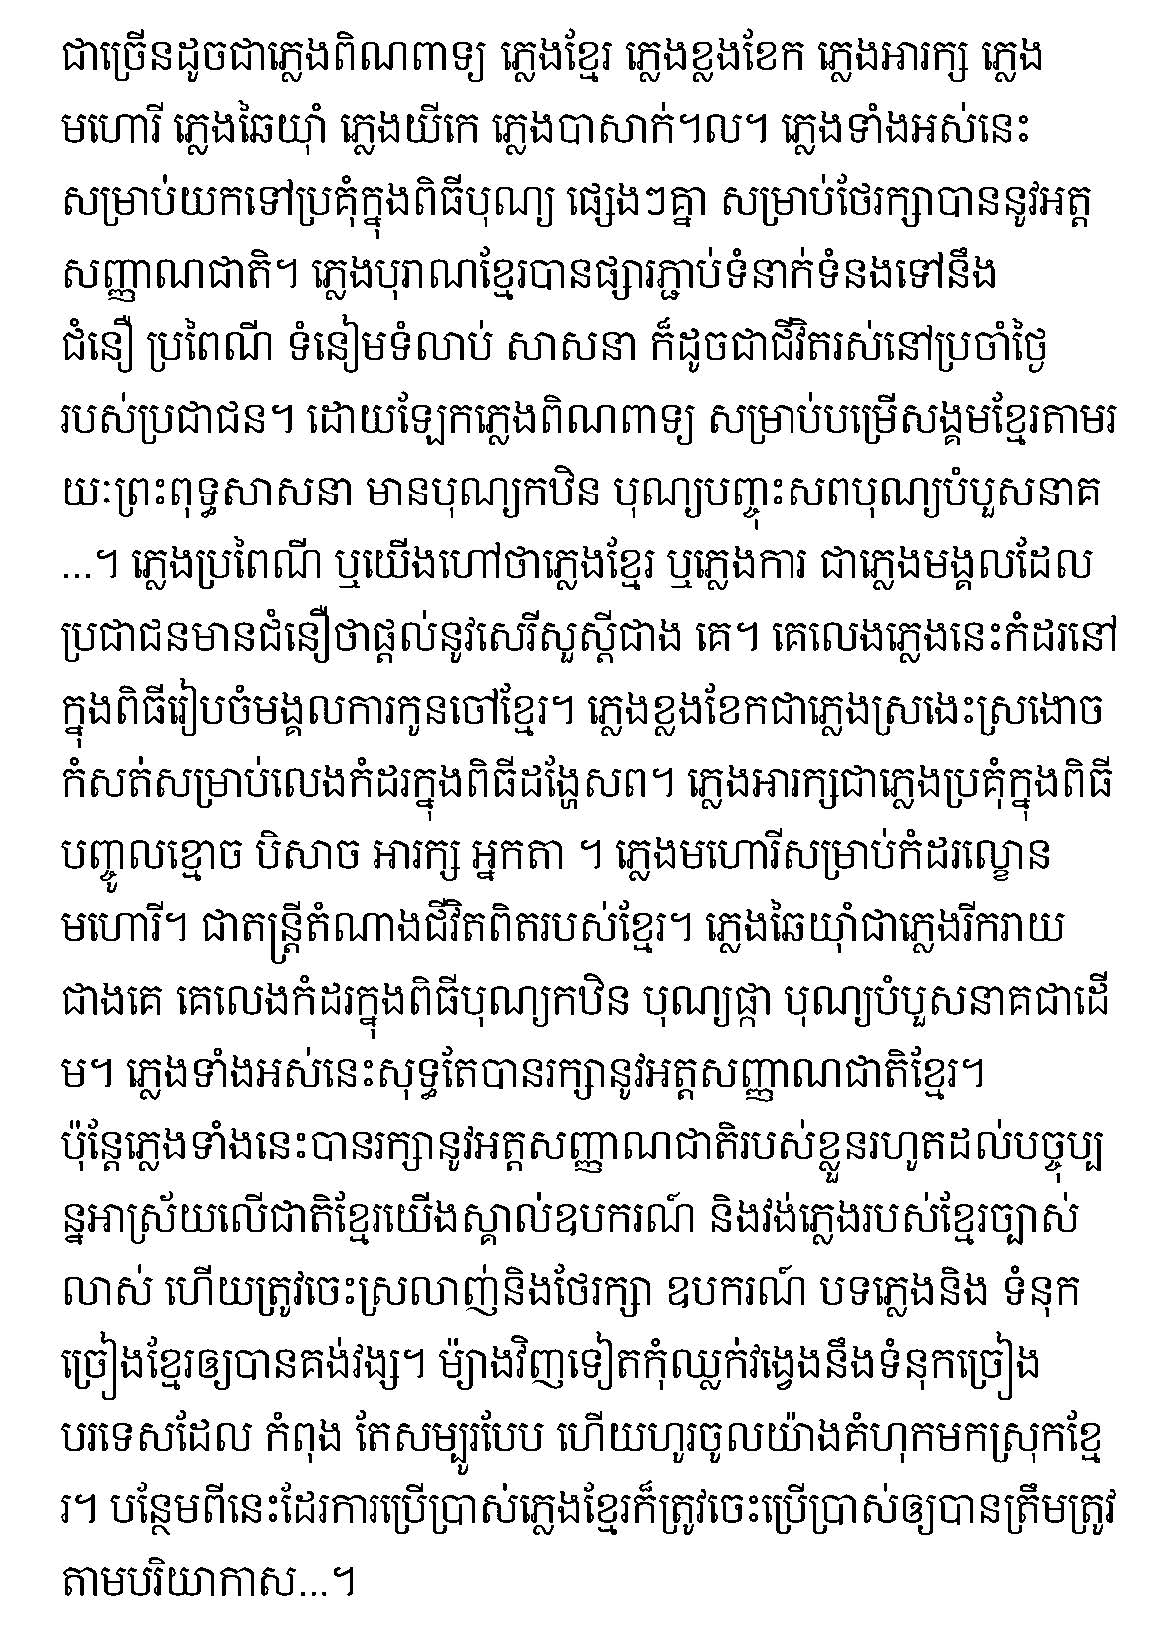 ជាច្រើនដូចជាភ្លេងពិណពាទ្យ ភ្លេងខ្មែរ ភ្លេងខ្លងខែក ភ្លេងអារក្ស ភ្លេង
មហោរី ភ្លេងឆៃយ៉ាំ ភ្លេងយីកេ ភ្លេងបាសាក់។ល។ ភ្លេងទាំងអស់នេះ
សម្រាប់យកទៅប្រគុំក្នុងពិធីបុណ្យ ផ្សេងៗគ្នា សម្រាប់ថែរក្សាបាននូវអត្ត
សញ្ញាណជាតិ។ ភ្លេងបុរាណខ្មែរបានផ្សារភ្ជាប់ទំនាក់ទំនងទៅនឹង
ជំនឿ ប្រពៃណី ទំនៀមទំលាប់ សាសនា ក៏ដូចជាជីវិតរស់នៅប្រចាំថ្ងៃ
របស់ប្រជាជន។ ដោយឡែកភ្លេងពិណពាទ្យ សម្រាប់បម្រើសង្គមខ្មែរតាមរ
យៈព្រះពុទ្ធសាសនា មានបុណ្យកឋិន បុណ្យបញ្ចុះសពបុណ្យបំបួសនាគ
...។ ភ្លេងប្រពៃណី ឬយើងហៅថាភ្លេងខ្មែរ ឬភ្លេងការ ជាភ្លេងមង្គលដែល
ប្រជាជនមានជំនឿថាផ្តល់នូវសេរីសួស្តីជាង គេ។ គេលេងភ្លេងនេះកំដរនៅ
ក្នុងពិធីរៀបចំមង្គលការកូនចៅខ្មែរ។ ភ្លេងខ្លងខែកជាភ្លេងស្រងេះស្រងោច
កំសត់សម្រាប់លេងកំដរក្នុងពិធីដង្ហែសព។ ភ្លេងអារក្សជាភ្លេងប្រគុំក្នុងពិធី
បញ្ចូលខ្មោច បិសាច អារក្ស អ្នកតា ។ ភ្លេងមហោរីសម្រាប់កំដរល្ខោន
មហោរី។ ជាតន្ត្រីតំណាងជីវិតពិតរបស់ខ្មែរ។ ភ្លេងឆៃយ៉ាំជាភ្លេងរីករាយ
ជាងគេ គេលេងកំដរក្នុងពិធីបុណ្យកឋិន បុណ្យផ្កា បុណ្យបំបួសនាគជាដើ
ម។ ភ្លេងទាំងអស់នេះសុទ្ធតែបានរក្សានូវអត្តសញ្ញាណជាតិខ្មែរ។
ប៉ុន្តែភ្លេងទាំងនេះបានរក្សានូវអត្តសញ្ញាណជាតិរបស់ខ្លួនរហូតដល់បច្ចុប្ប
ន្នអាស្រ័យលើជាតិខ្មែរយើងស្គាល់ឧបករណ៍ និងវង់ភ្លេងរបស់ខ្មែរច្បាស់
លាស់ ហើយត្រូវចេះស្រលាញ់និងថែរក្សា ឧបករណ៍ បទភ្លេងនិង ទំនុក
ច្រៀងខ្មែរឲ្យបានគង់វង្ស។ ម៉្យាងវិញទៀតកុំឈ្លក់វង្វេងនឹងទំនុកច្រៀង
បរទេសដែល កំពុង តែសម្បូរបែប ហើយហូរចូលយ៉ាងគំហុកមកស្រុកខ្មែ
រ។ បន្ថែមពីនេះដែរការប្រើប្រាស់ភ្លេងខ្មែរក៏ត្រូវចេះប្រើប្រាស់ឲ្យបានត្រឹមត្រូវ
តាមបរិយាកាស...។